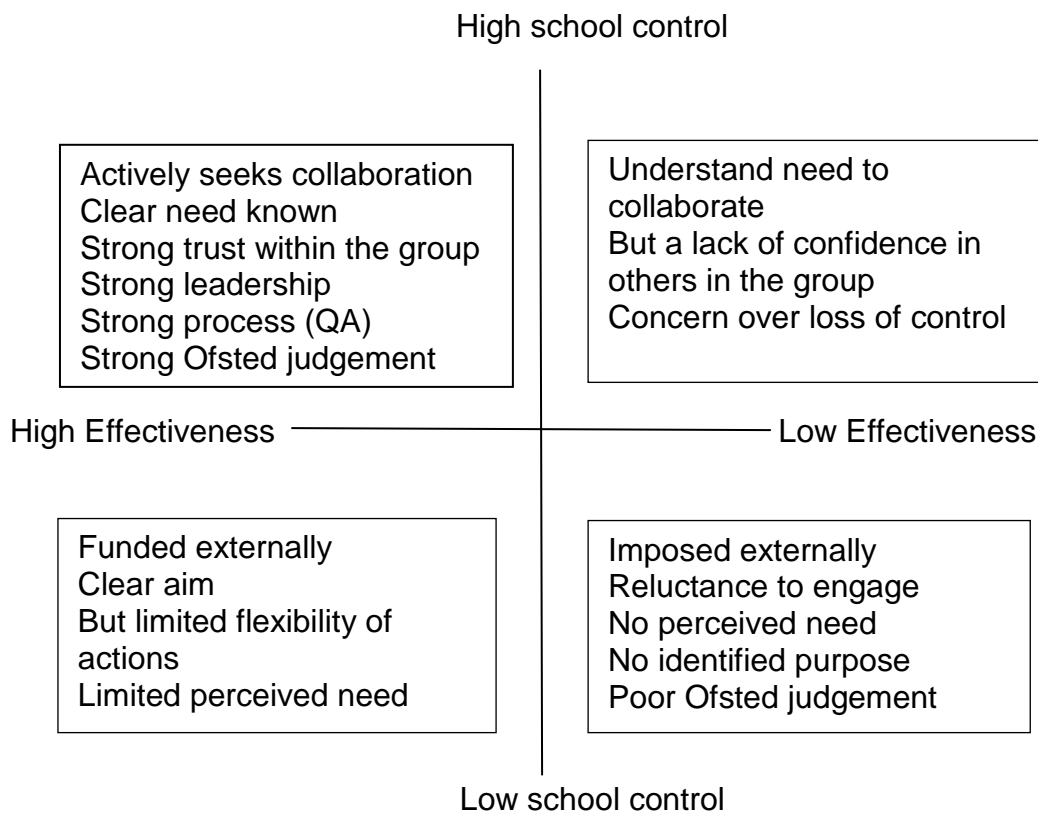 High school control
Actively seeks collaboration
Clear need known
Strong trust within the group
Strong leadership
Strong process (QA)
Strong Ofsted judgement
Understand need to
collaborate
But a lack of confidence in
others in the group
Concern over loss of control
High Effectiveness
Low Effectiveness
Funded externally
Clear aim
But limited flexibility of
actions
Limited perceived need
Imposed externally
Reluctance to engage
No perceived need
No identified purpose
Poor Ofsted judgement
Low school control